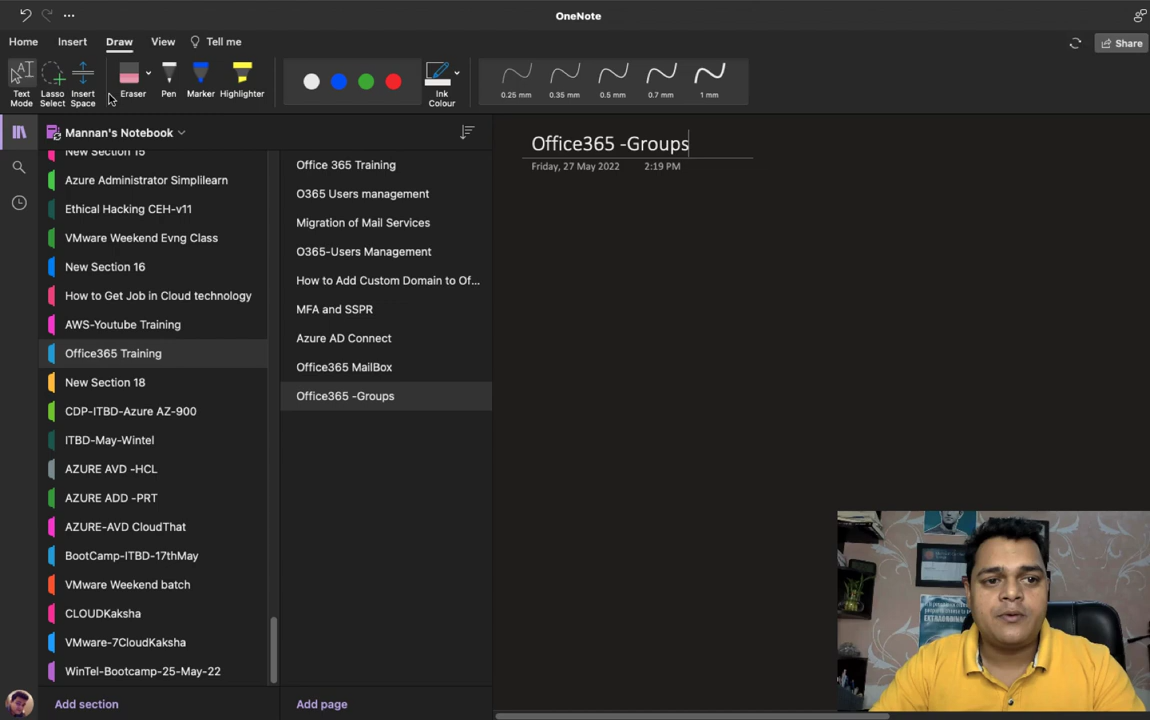 OneNote
Home Insert Draw View Tell me
Share
Text Mode
Lasso Select
Insert Space
Eraser
Pen
Marker
Highlighter
Ink Colour
0.25 mm
0.35 mm
0.5 mm
0.7 mm
1 mm
Mannan's Notebook
New Section 15
Azure Administrator Simplilearn
Ethical Hacking CEH-v11
VMware Weekend Evng Class
New Section 16
How to Get Job in Cloud technology
AWS-Youtube Training
Office365 Training
New Section 18
CDP-ITBD-Azure AZ-900
ITBD-May-Wintel
AZURE AVD -HCL
AZURE ADD -PRT
AZURE-AVD CloudThat
BootCamp-ITBD-17thMay
VMware Weekend batch
CLOUDKaksha
VMware-7CloudKaksha
WinTel-Bootcamp-25-May-22
Add section
Office 365 Training
O365 Users management
Migration of Mail Services
O365-Users Management
How to Add Custom Domain to Of...
MFA and SSPR
Azure AD Connect
Office365 MailBox
Office365 -Groups
Add page
Office365 -Groups
Friday, 27 May 2022 2:19 PM